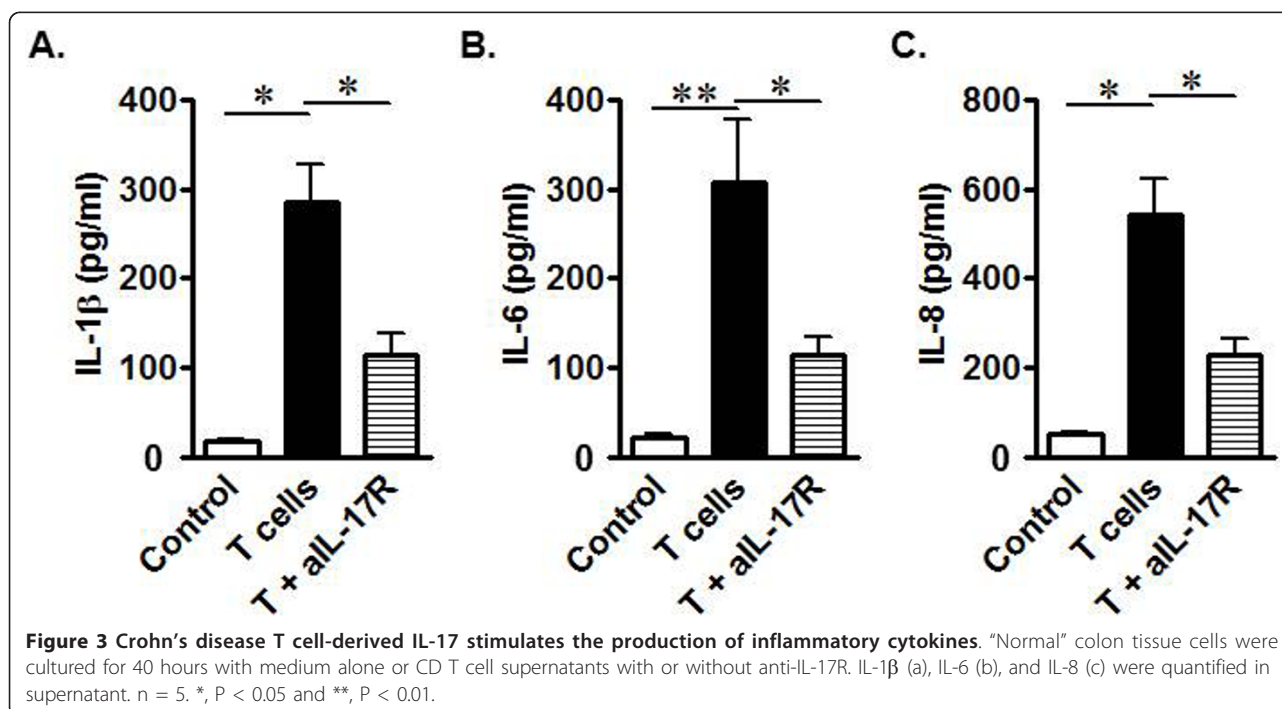 A.
B.
C.
*
*
**
*
*
*
400
300
200
100
0
IL-1β (pg/ml)
400
300
200
100
0
IL-6 (pg/ml)
800
600
400
200
0
IL-8 (pg/ml)
Control
T cells
T + aIL-17R
Control
T cells
T + aIL-17R
Control
T cells
T + aIL-17R
Figure 3 Crohn's disease T cell-derived IL-17 stimulates the production of inflammatory cytokines. "Normal" colon tissue cells were
cultured for 40 hours with medium alone or CD T cell supernatants with or without anti-IL-17R. IL-1β (a), IL-6 (b), and IL-8 (c) were quantified in
supernatant. n = 5. *, P < 0.05 and **, P < 0.01.